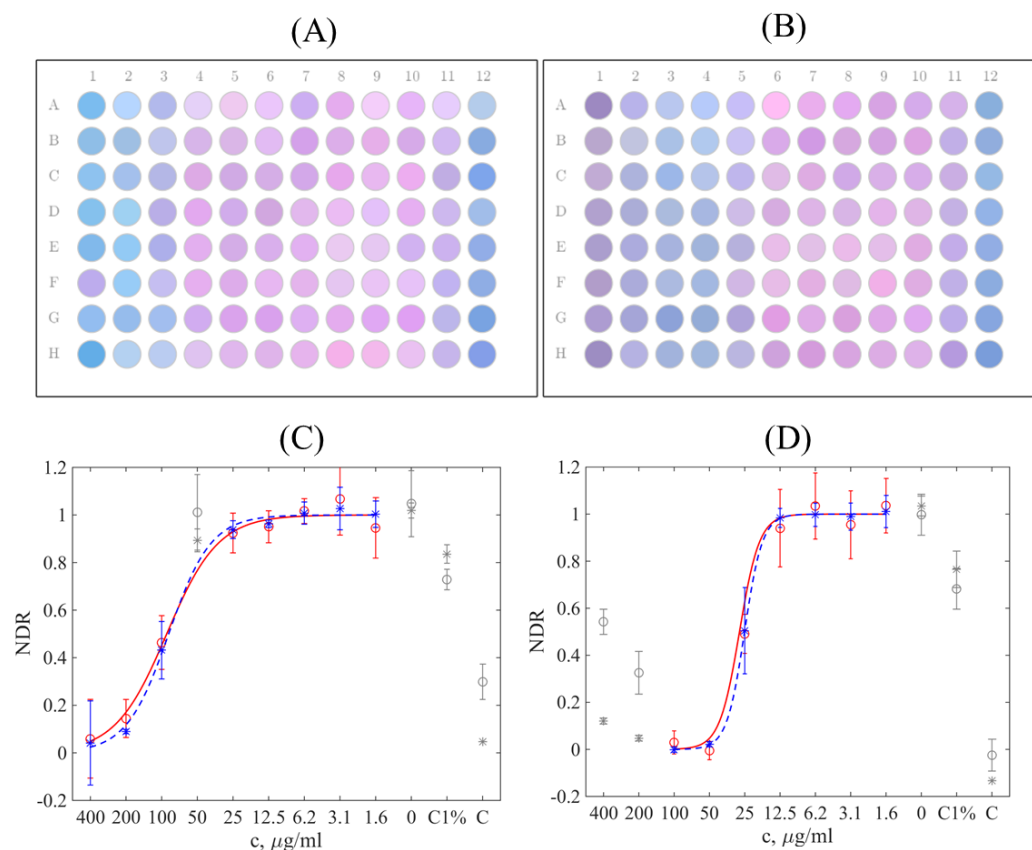 (A)
(B)
1 2 3 4 5 6 7 8 9 10 11 12
A
B
C
D
E
F
G
H
1 2 3 4 5 6 7 8 9 10 11 12
A
B
C
D
E
F
G
H
(C)
(D)
1.2
1
0.8
0.6
0.4
0.2
0
-0.2
NDR
400 200 100 50 25 12.5 6.2 3.1 1.6 0 C1% C
c, μg/ml
1.2
1
0.8
0.6
0.4
0.2
0
-0.2
NDR
400 200 100 50 25 12.5 6.2 3.1 1.6 0 C1% C
c, μg/ml